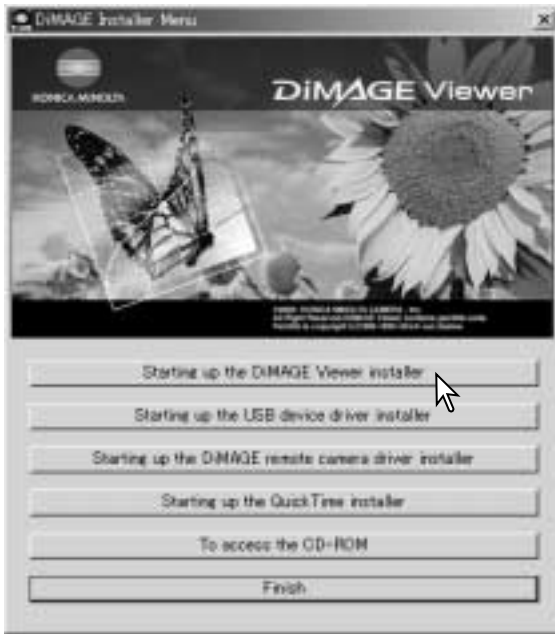 DiMAGE Installer Menu
KONICA MINOLTA
DiMAGE Viewer
Starting up the DiMAGE Viewer installer
Starting up the USB device driver installer
Starting up the DiMAGE remote camera driver installer
Starting up the QuickTime installer
To access the CD-ROM
Finish